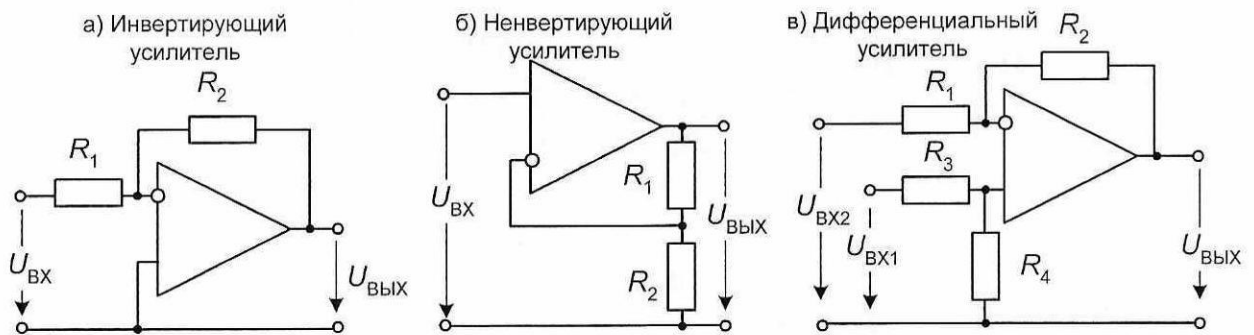 а) Инвертирующий
усилитель
R2
R1
UВХ
UВЫХ
б) Ненвертирующий
усилитель
R1
UВХ
UВЫХ
R2
в) Дифференциальный
усилитель
R2
R1
R3
UВХ2
UВХ1
R4
UВЫХ